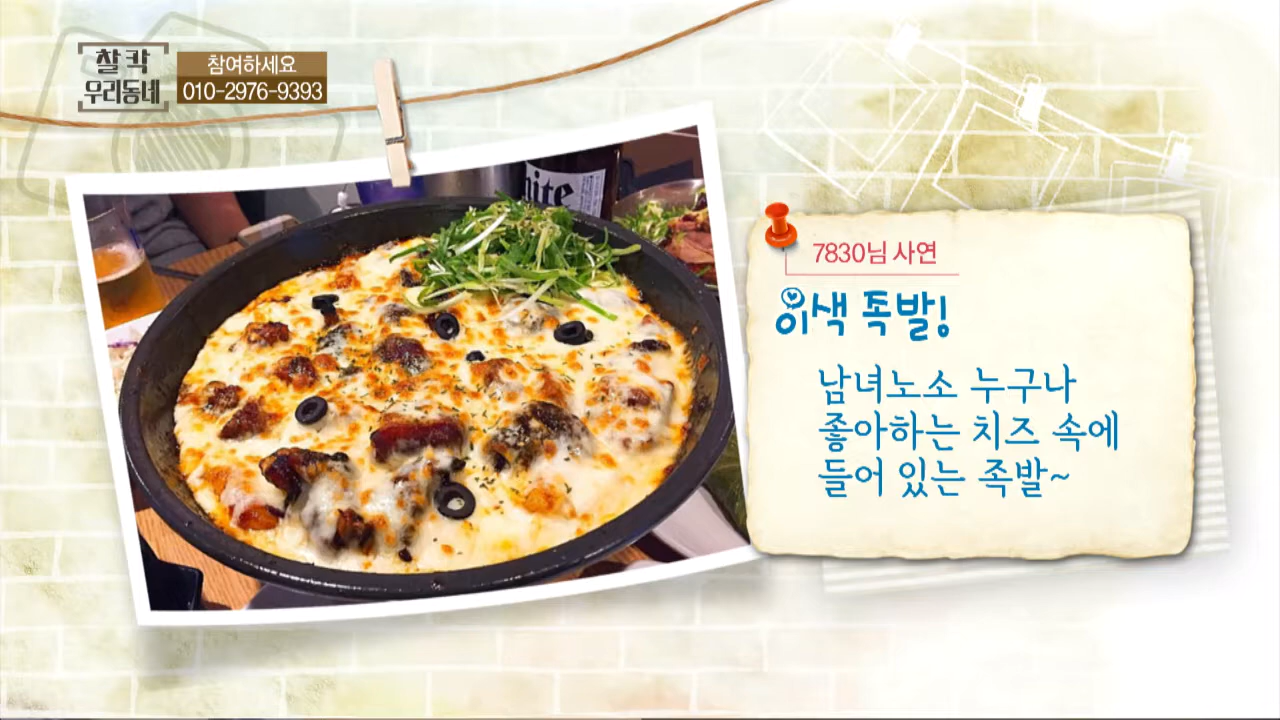 찰칵
우리동네
참여하세요
010-2976-9393
hite
7830님 사연
이색 족발!
남녀노소 누구나
좋아하는 치즈 속에
들어 있는 족발~